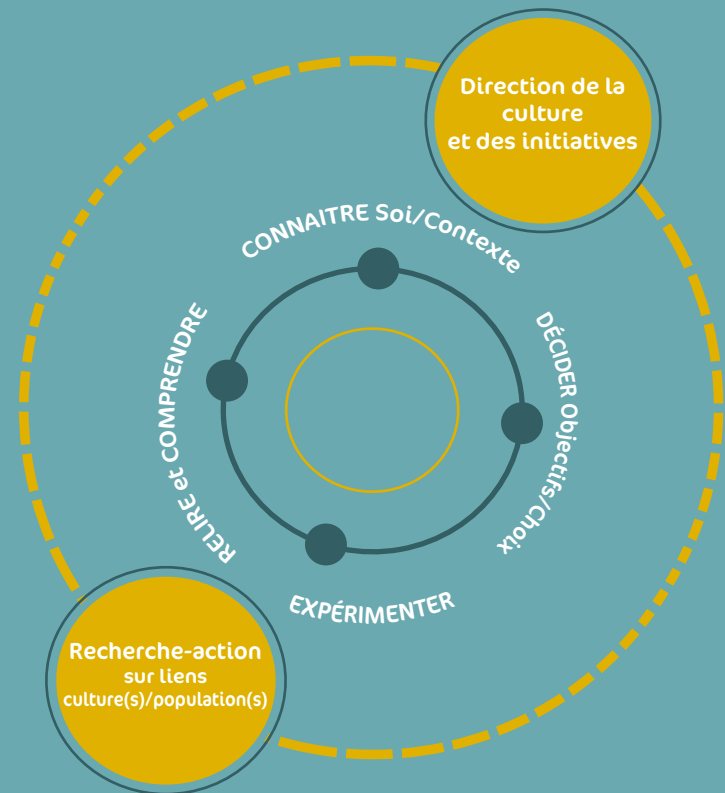 Direction de la
culture
et des initiatives
CONNAITRE Soi/Contexte
DÉCIDER Objectifs/Choix
EXPÉRIMENTER
RELIRE et COMPRENDRE
Recherche-action
sur liens
culture(s)/population(s)